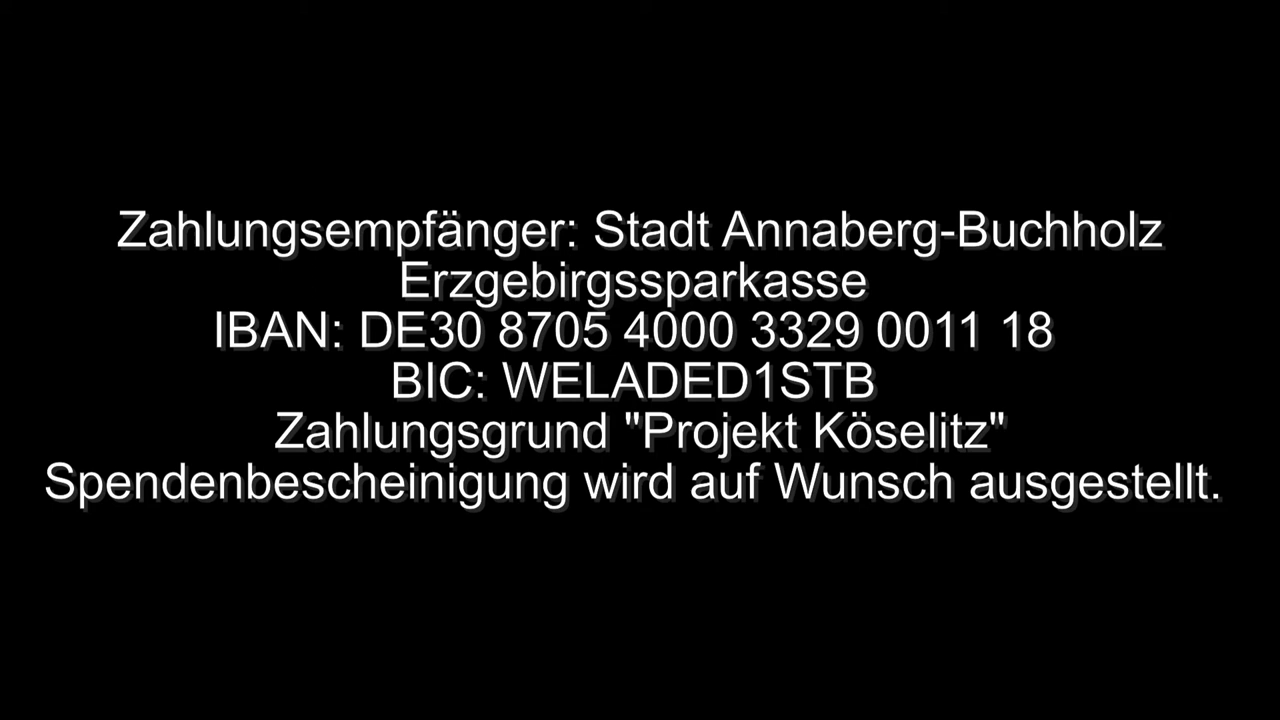 Zahlungsempfänger: Stadt Annaberg-Buchholz
Erzgebirgssparkasse
IBAN: DE30 8705 4000 3329 0011 18
BIC: WELADED1STB
Zahlungsgrund "Projekt Köselitz"
Spendenbescheinigung wird auf Wunsch ausgestellt.